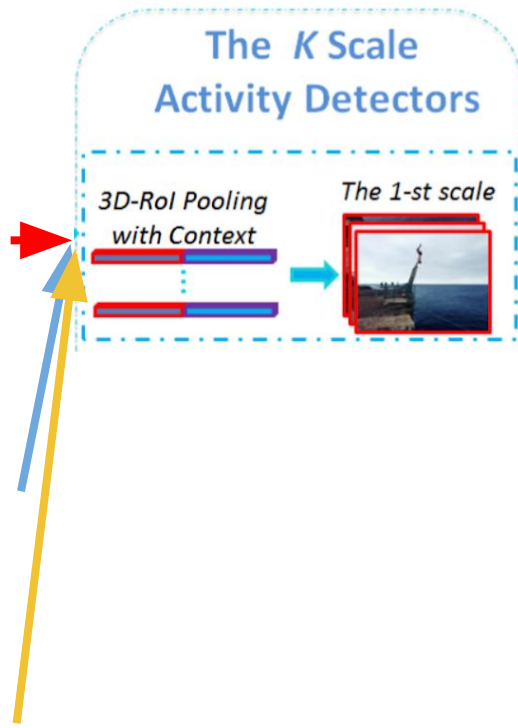 The K Scale
Activity Detectors
3D-RoI Pooling
with Context
The 1-st scale